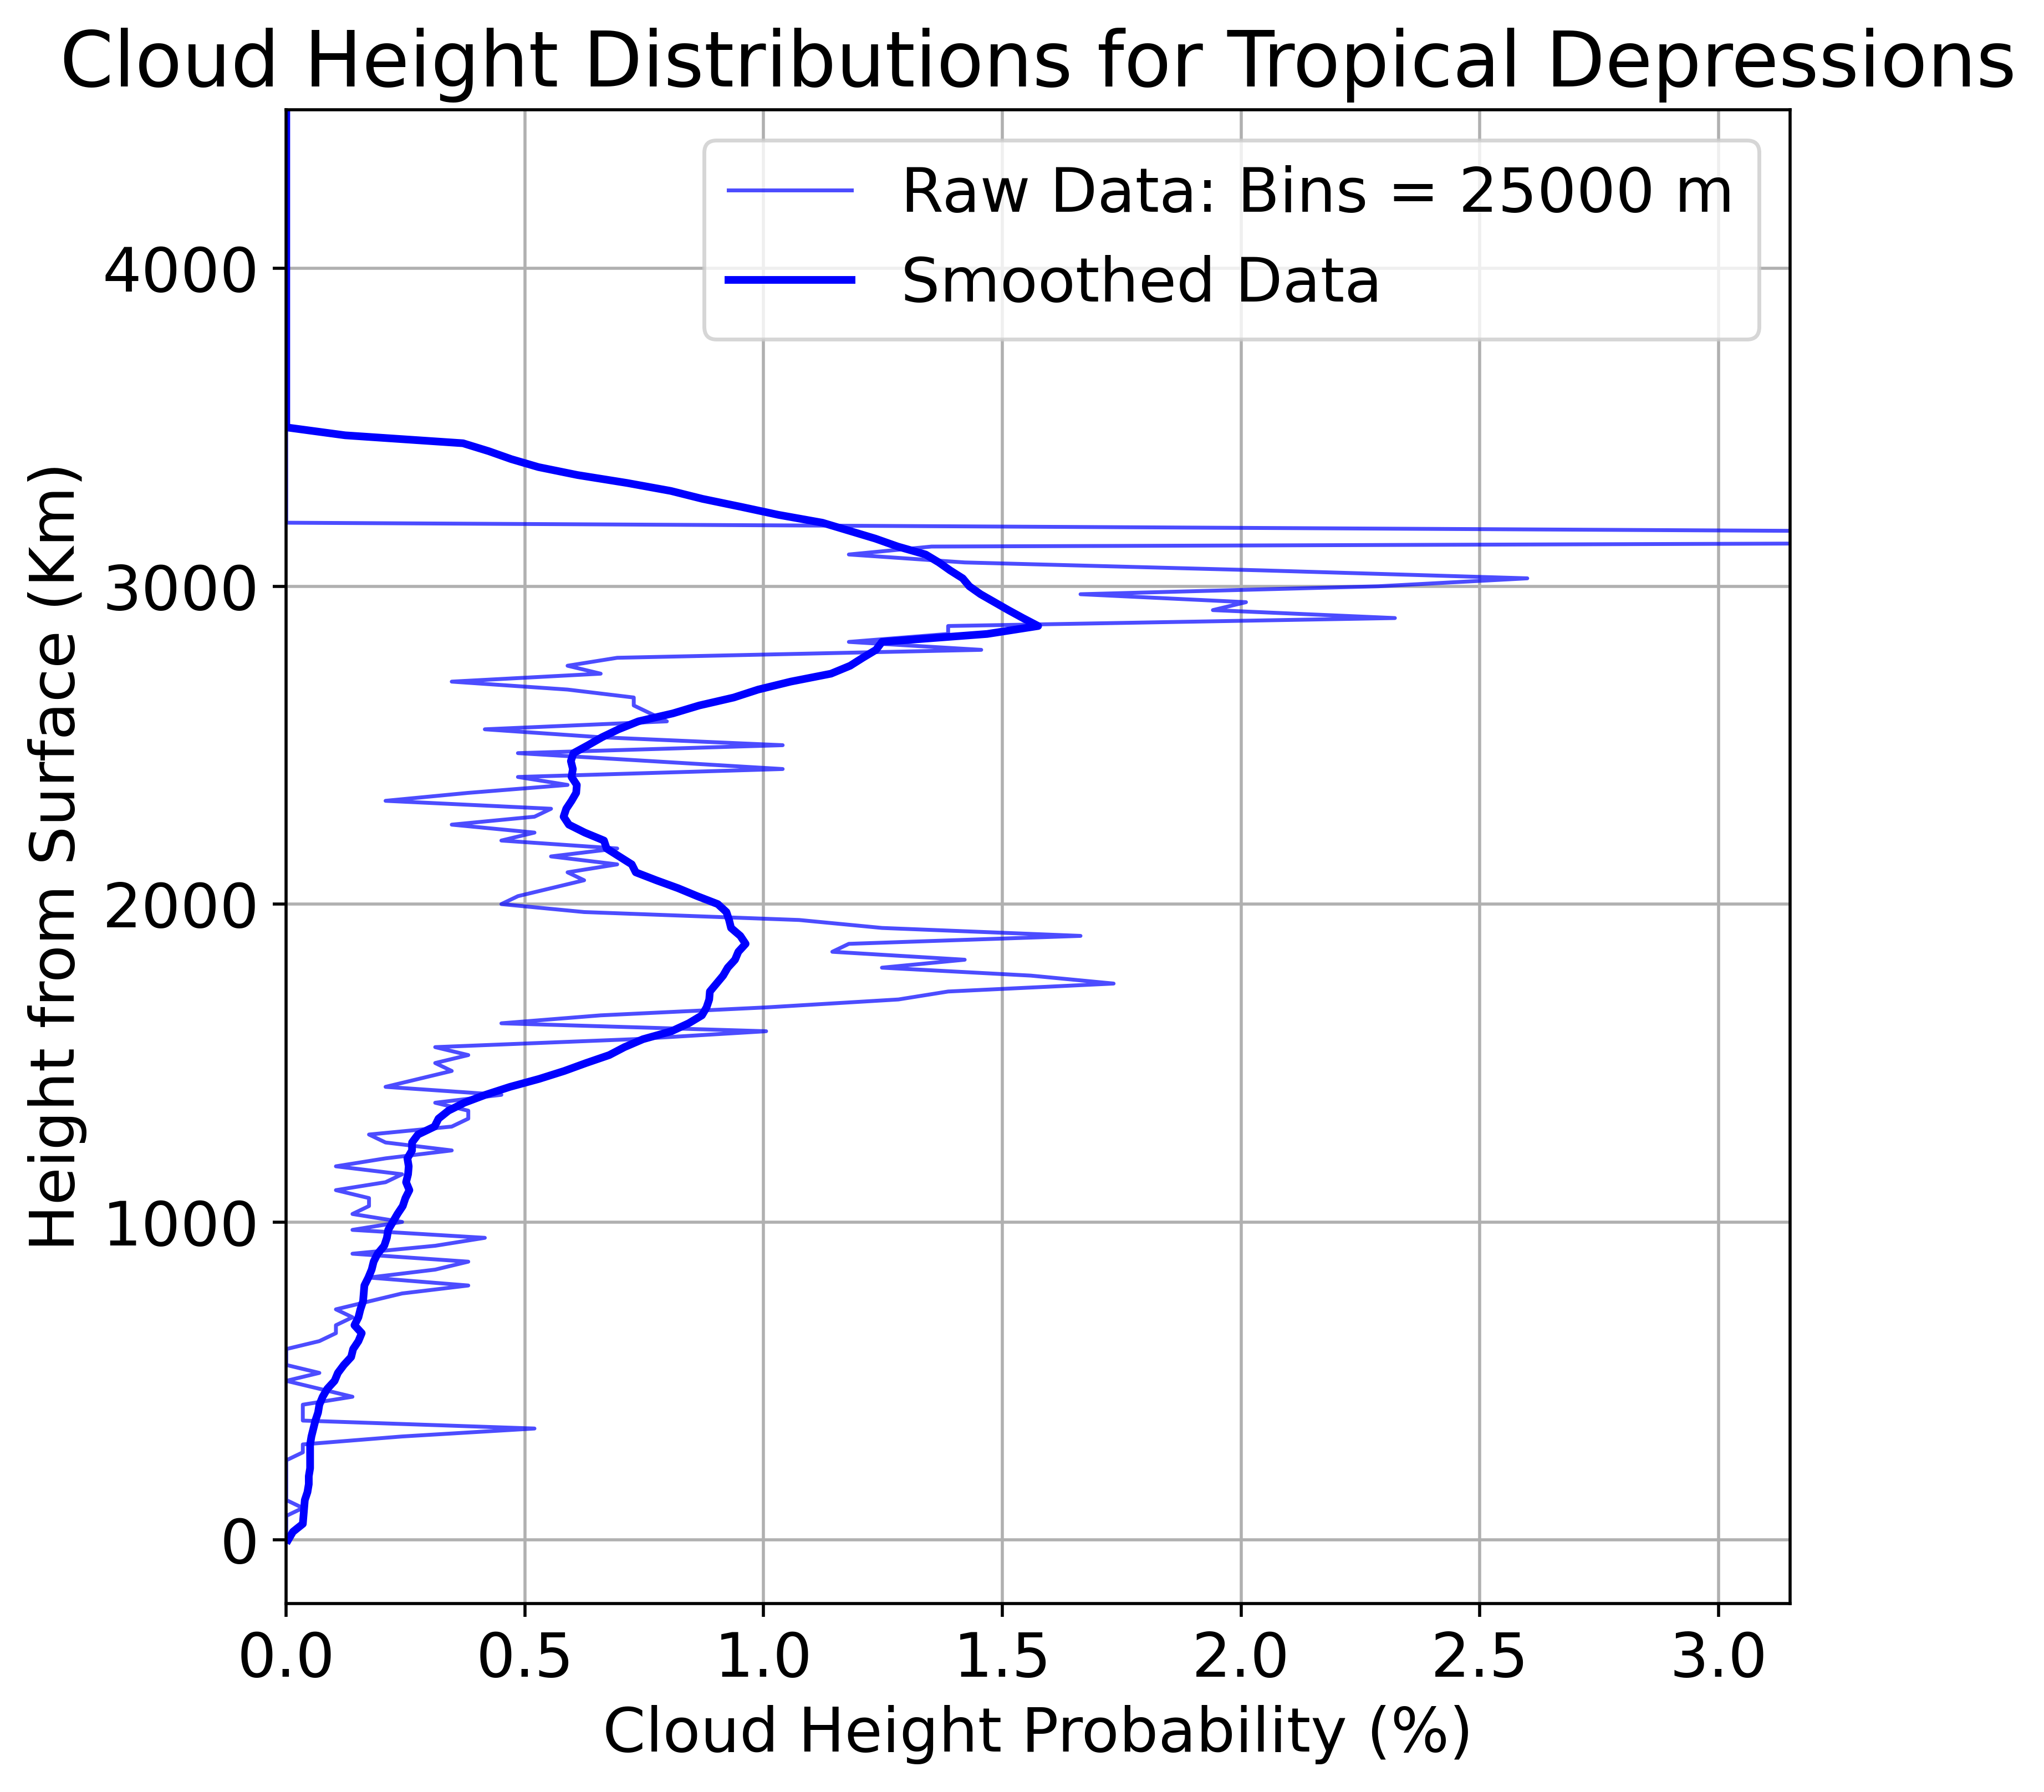 Cloud Height Distributions for Tropical Depressions
Raw Data: Bins = 25000 m
Smoothed Data
Height from Surface (Km)
4000
3000
2000
1000
0
0.0 0.5 1.0 1.5 2.0 2.5 3.0
Cloud Height Probability (%)